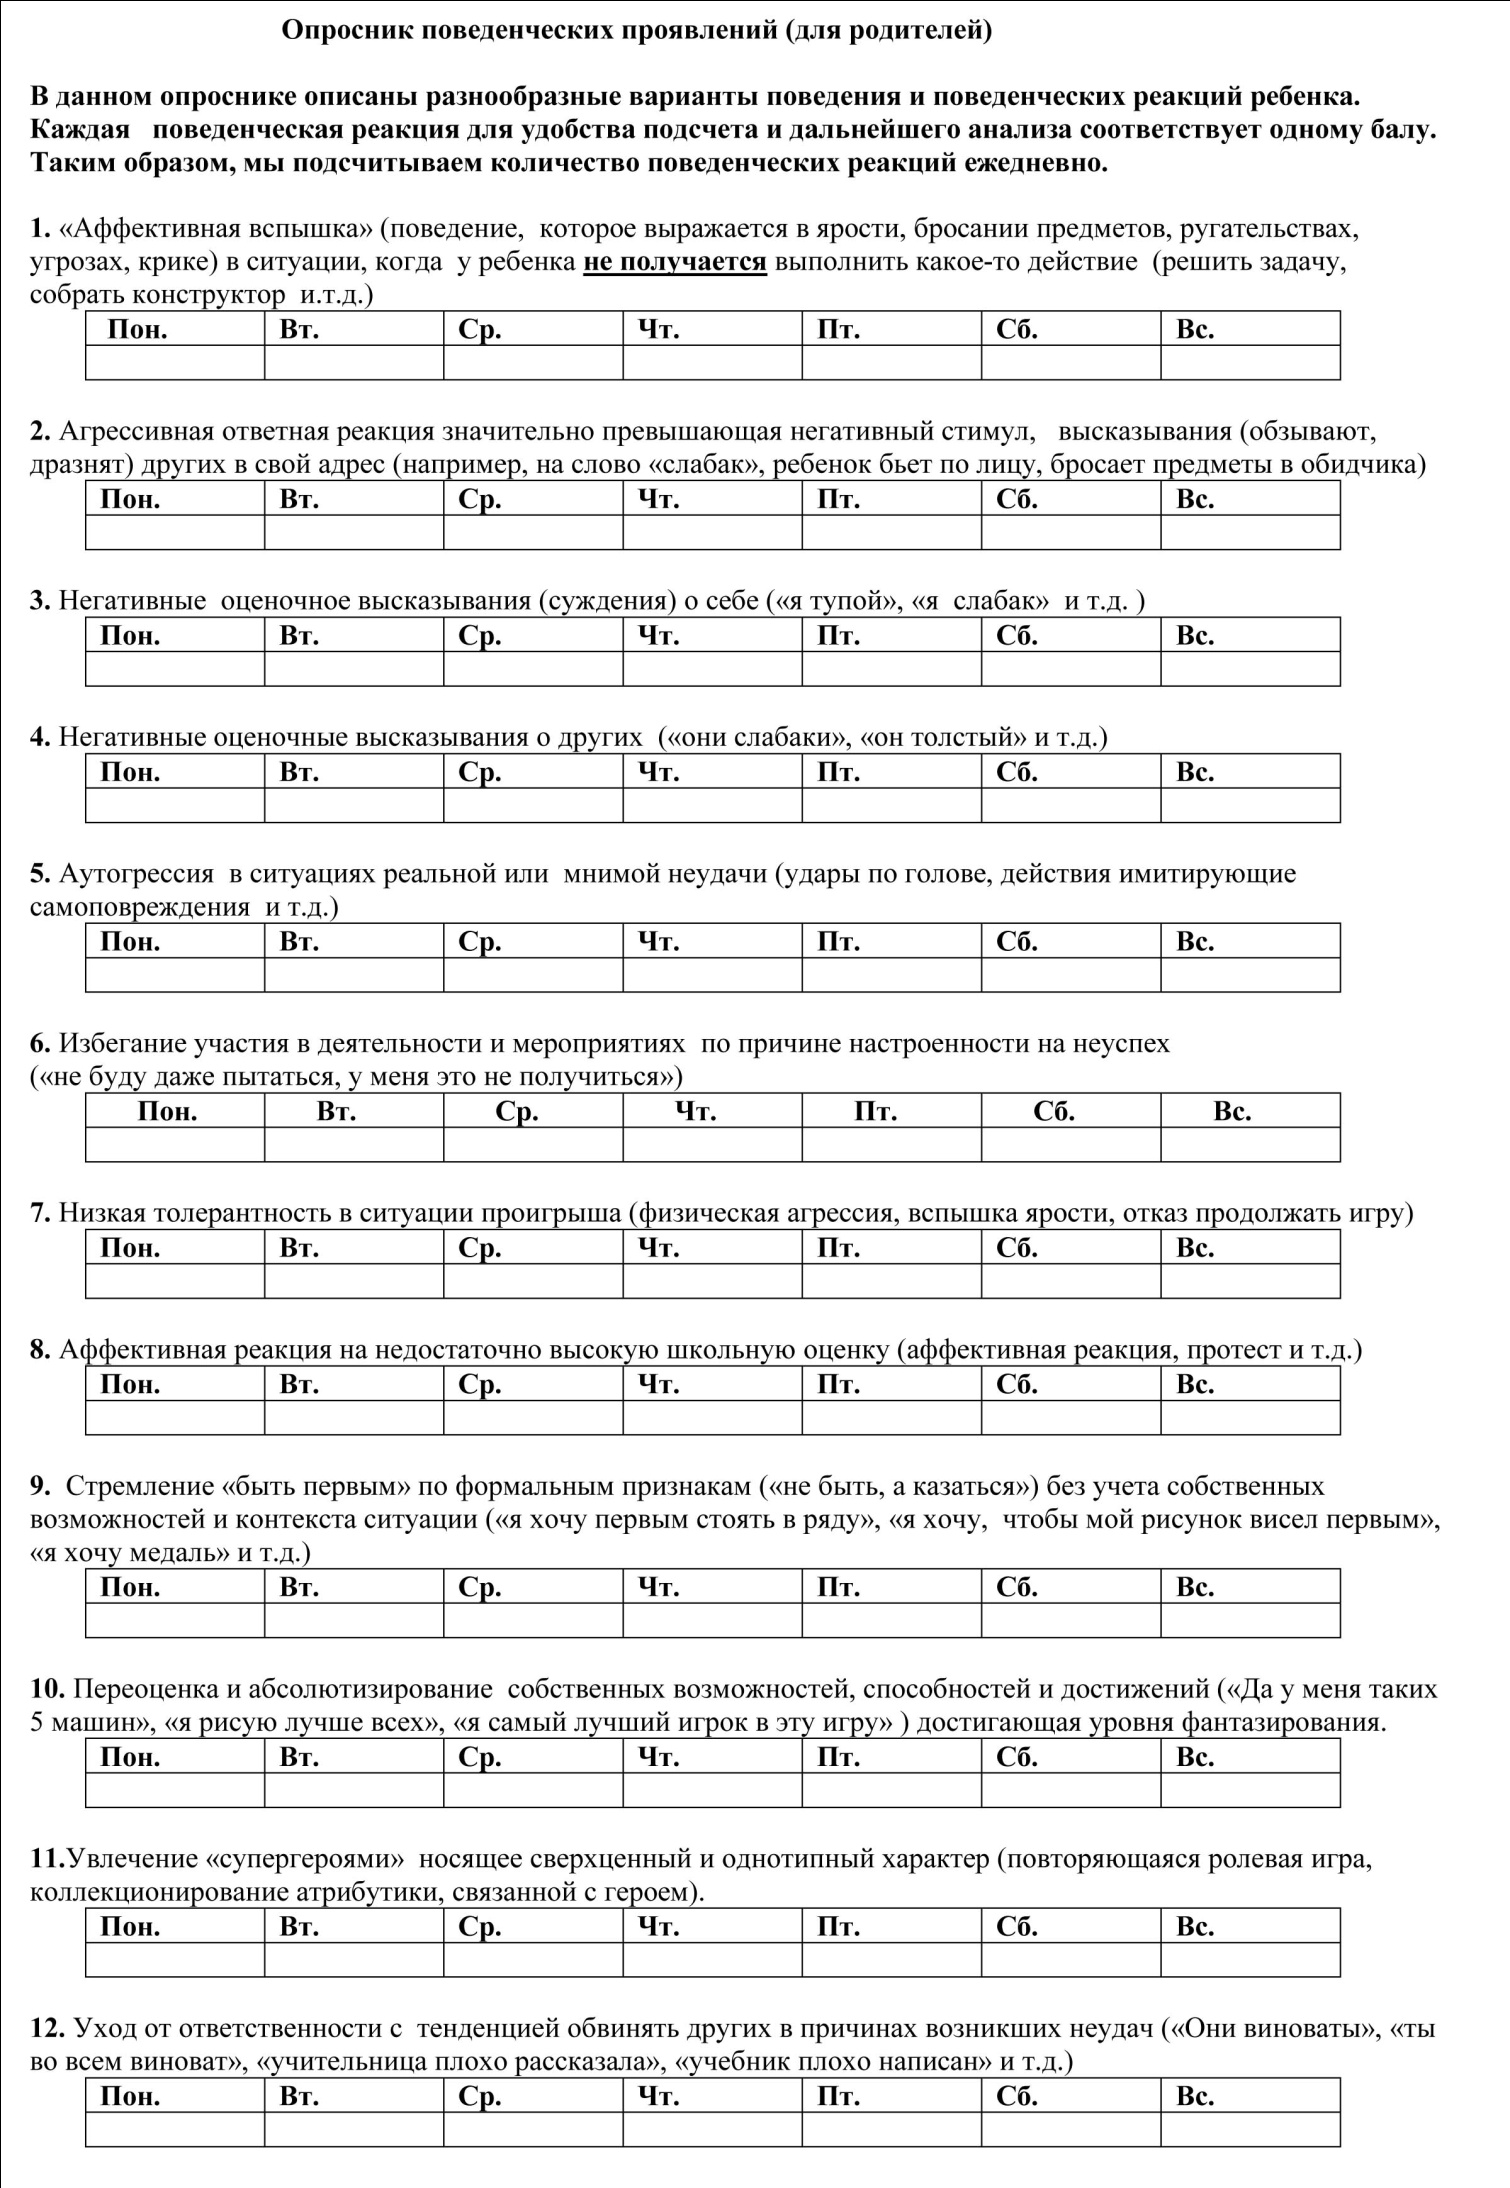 Опросник поведенческих проявлений (для родителей)
В данном опроснике описаны разнообразные варианты поведения и поведенческих реакций ребенка.
Каждая поведенческая реакция для удобства подсчета и дальнейшего анализа соответствует одному балу.
Таким образом, мы подсчитываем количество поведенческих реакций ежедневно.
1. «Аффективная вспышка» (поведение, которое выражается в ярости, бросании предметов, ругательствах,
угрозах, крике) в ситуации, когда у ребенка не получается выполнить какое-то действие (решить задачу,
собрать конструктор и.т.д.)
Пон. Вт. Ср. Чт. Пт. Сб. Вс.
2. Агрессивная ответная реакция значительно превышающая негативный стимул, высказывания (обзывают,
дразнят) других в свой адрес (например, на слово «слабак», ребенок бьет по лицу, бросает предметы в обидчика)
Пон. Вт. Ср. Чт. Пт. Сб. Вс.
3. Негативные оценочное высказывания (суждения) о себе («я тупой», «я слабак» и т.д. )
Пон. Вт. Ср. Чт. Пт. Сб. Вс.
4. Негативные оценочные высказывания о других («они слабаки», «он толстый» и т.д.)
Пон. Вт. Ср. Чт. Пт. Сб. Вс.
5. Аутогрессия в ситуациях реальной или мнимой неудачи (удары по голове, действия имитирующие
самоповреждения и т.д.)
Пон. Вт. Ср. Чт. Пт. Сб. Вс.
6. Избегание участия в деятельности и мероприятиях по причине настроенности на неуспех
(«не буду даже пытаться, у меня это не получиться»)
Пон. Вт. Ср. Чт. Пт. Сб. Вс.
7. Низкая толерантность в ситуации проигрыша (физическая агрессия, вспышка ярости, отказ продолжать игру)
Пон. Вт. Ср. Чт. Пт. Сб. Вс.
8. Аффективная реакция на недостаточно высокую школьную оценку (аффективная реакция, протест и т.д.)
Пон. Вт. Ср. Чт. Пт. Сб. Вс.
9. Стремление «быть первым» по формальным признакам («не быть, а казаться») без учета собственных
возможностей и контекста ситуации («я хочу первым стоять в ряду», «я хочу, чтобы мой рисунок висел первым»,
«я хочу медаль» и т.д.)
Пон. Вт. Ср. Чт. Пт. Сб. Вс.
10. Переоценка и абсолютизирование собственных возможностей, способностей и достижений («Да у меня таких
5 машин», «я рисую лучше всех», «я самый лучший игрок в эту игру» ) достигающая уровня фантазирования.
Пон. Вт. Ср. Чт. Пт. Сб. Вс.
11.Увлечение «супергероями» носящее сверхценный и однотипный характер (повторяющаяся ролевая игра,
коллекционирование атрибутики, связанной с героем).
Пон. Вт. Ср. Чт. Пт. Сб. Вс.
12. Уход от ответственности с тенденцией обвинять других в причинах возникших неудач («Они виноваты», «ты
во всем виноват», «учительница плохо рассказала», «учебник плохо написан» и т.д.)
Пон. Вт. Ср. Чт. Пт. Сб. Вс.